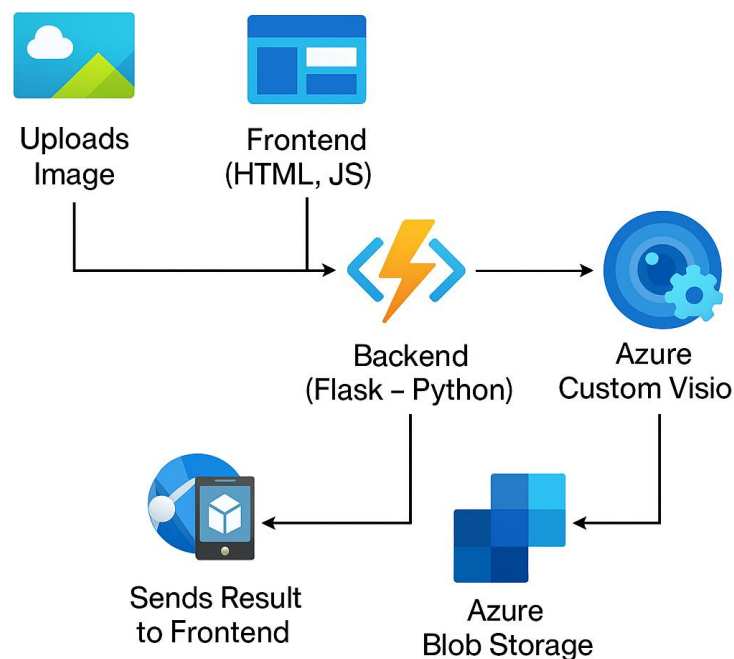 Uploads
Image
Frontend
(HTML, JS)
Backend
(Flask – Python)
Azure
Custom Visio
Sends Result
to Frontend
Azure
Blob Storage